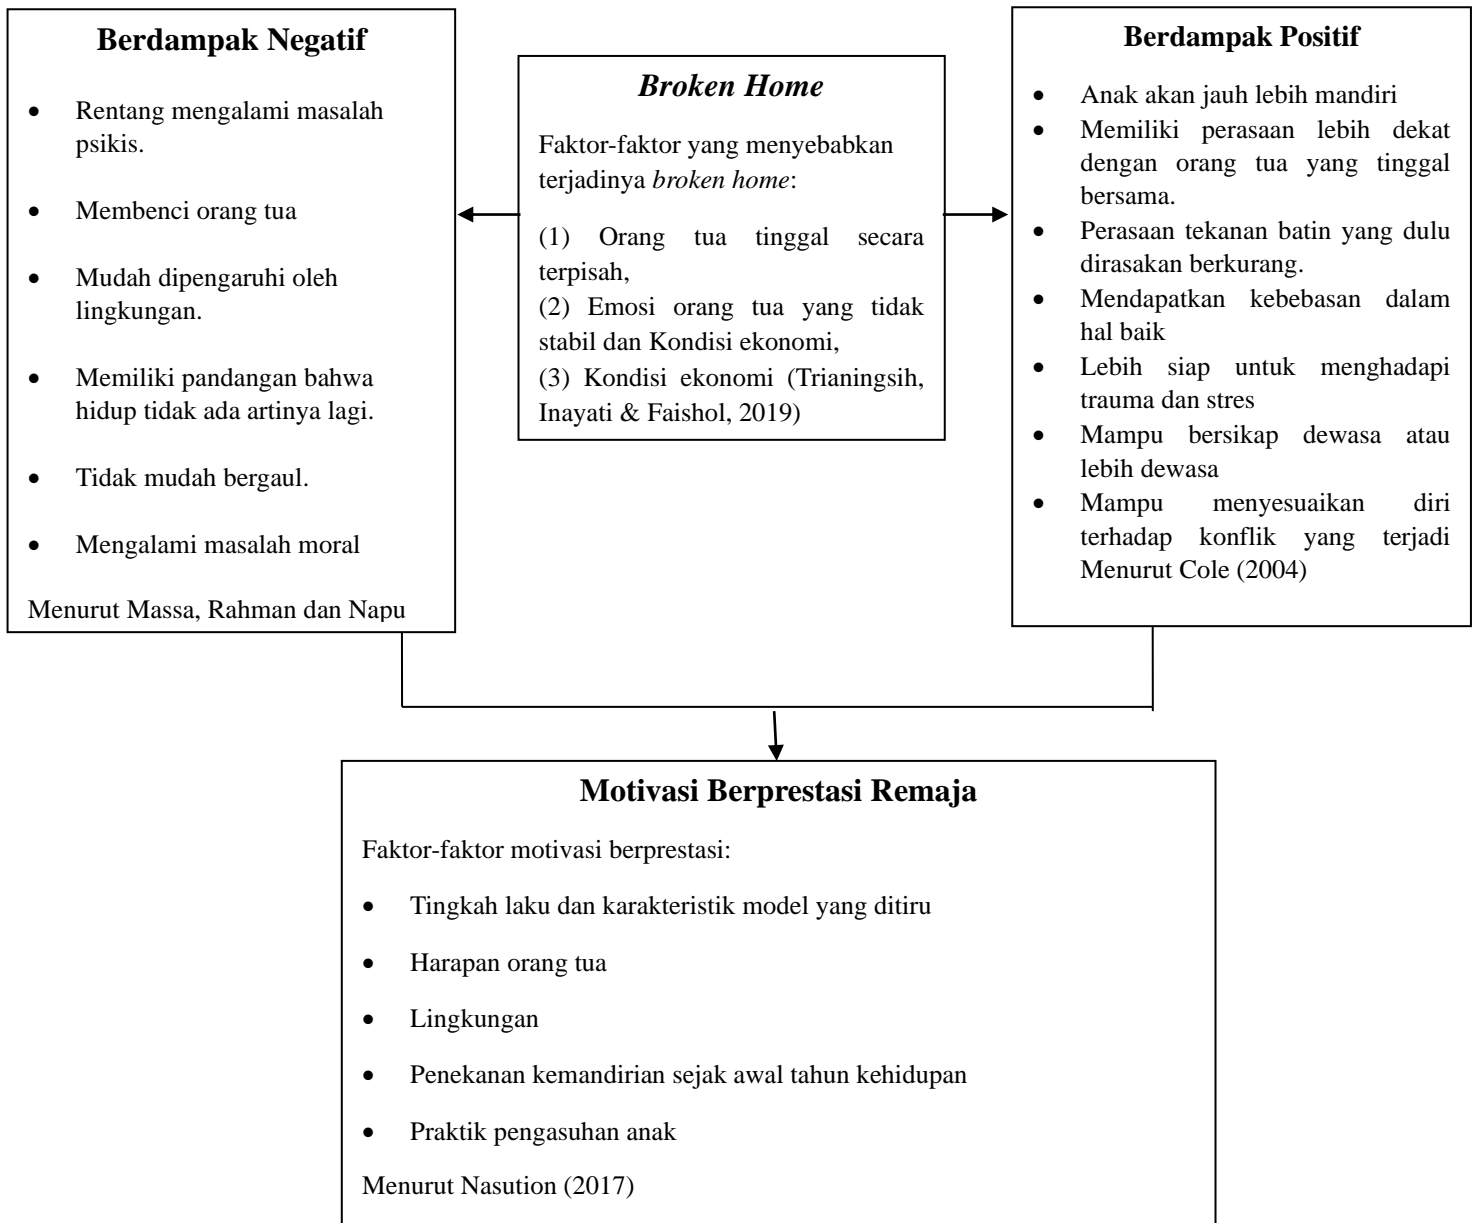 Berdampak Negatif
• Rentang mengalami masalah
psikis.
• Membenci orang tua
• Mudah dipengaruhi oleh
lingkungan.
• Memiliki pandangan bahwa
hidup tidak ada artinya lagi.
• Tidak mudah bergaul.
• Mengalami masalah moral
Menurut Massa, Rahman dan Napu
Broken Home
Faktor-faktor yang menyebabkan
terjadinya broken home:
(1) Orang tua tinggal secara
terpisah,
(2) Emosi orang tua yang tidak
stabil dan Kondisi ekonomi,
(3) Kondisi ekonomi (Trianingsih,
Inayati & Faishol, 2019)
Berdampak Positif
• Anak akan jauh lebih mandiri
• Memiliki perasaan lebih dekat
dengan orang tua yang tinggal
bersama.
• Perasaan tekanan batin yang dulu
dirasakan berkurang.
• Mendapatkan kebebasan dalam
hal baik
• Lebih siap untuk menghadapi
trauma dan stres
• Mampu bersikap dewasa atau
lebih dewasa
• Mampu menyesuaikan diri
terhadap konflik yang terjadi
Menurut Cole (2004)
Motivasi Berprestasi Remaja
Faktor-faktor motivasi berprestasi:
• Tingkah laku dan karakteristik model yang ditiru
• Harapan orang tua
• Lingkungan
• Penekanan kemandirian sejak awal tahun kehidupan
• Praktik pengasuhan anak
Menurut Nasution (2017)